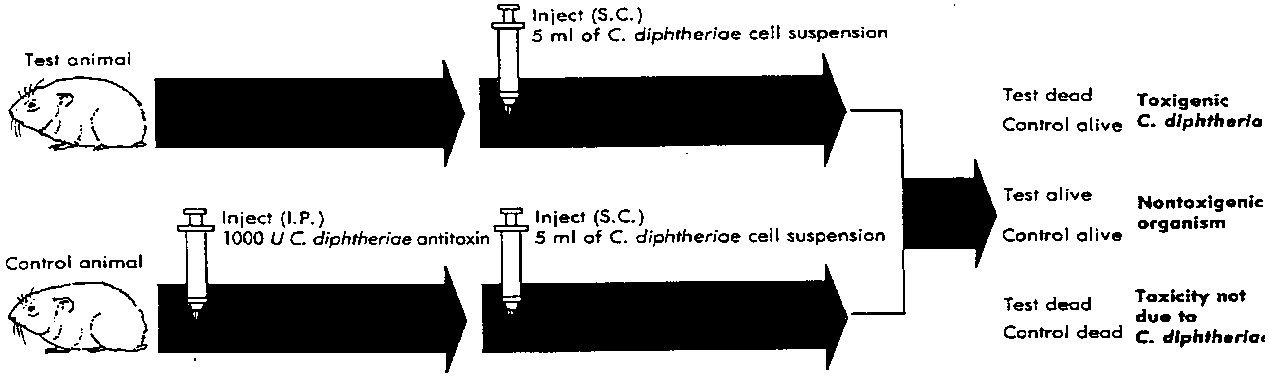 Inject (S.C.)
5 ml of C. diphtheriae cell suspension
Test animal
Test dead
Control alive
Toxigenic
C. diphtheria
Test alive
Control alive
Nontoxigenic
organism
Inject (I.P.)
1000 U C. diphtheriae antitoxin
Inject (S.C.)
5 ml of C. diphtheriae cell suspension
Control animal
Test dead
Control dead
Toxicity not
due to
C. diphtheriae